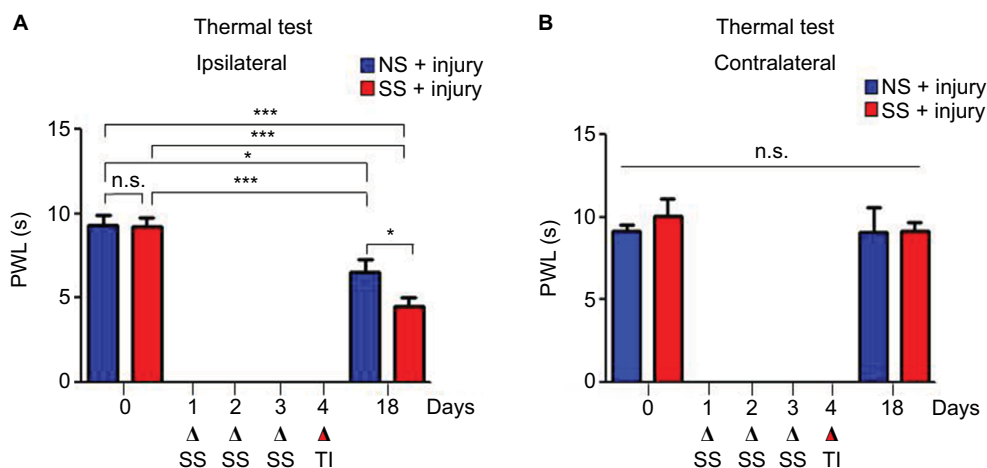 A
Thermal test
Ipsilateral
NS + injury
SS + injury
15
10
5
0
PWL (s)
***
***
*
n.s.
***
*
0 1 2 3 4 18 Days
SS SS SS TI
B
Thermal test
Contralateral
NS + injury
SS + injury
15
10
5
0
PWL (s)
n.s.
0 1 2 3 4 18 Days
SS SS SS TI